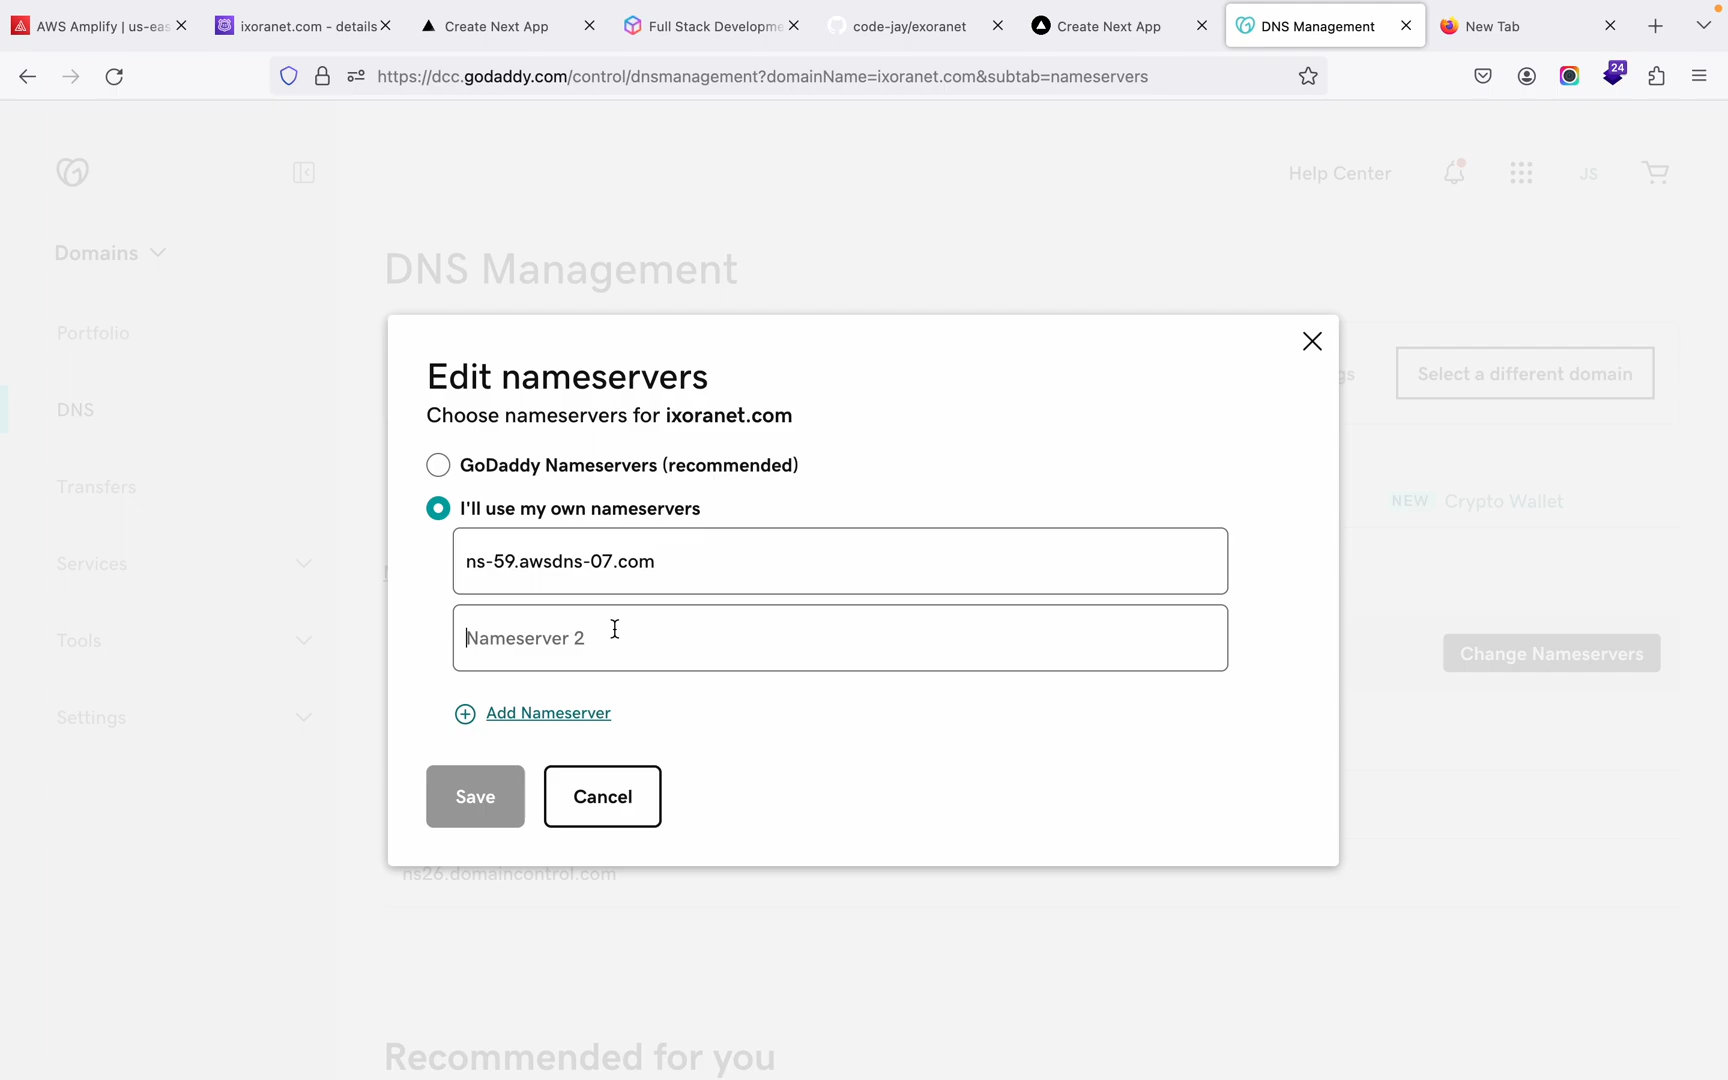 AWS Amplify | us-eas
ixoranet.com - details
Create Next App
Full Stack Developme
code-jay/exoranet
Create Next App
DNS Management
New Tab
https://dcc.godaddy.com/control/dnsmanagement?domainName=ixoranet.com&subtab=nameservers
24
Help Center
JS
Domains
DNS Management
Portfolio
Edit nameservers
gs
Select a different domain
DNS
Choose nameservers for ixoranet.com
GoDaddy Nameservers (recommended)
Transfers
I'll use my own nameservers
NEW Crypto Wallet
Services
ns-59.awsdns-07.com
Tools
Nameserver 2
Change Nameservers
Settings
Add Nameserver
Save
Cancel
ns26.domaincontrol.com
Recommended for you